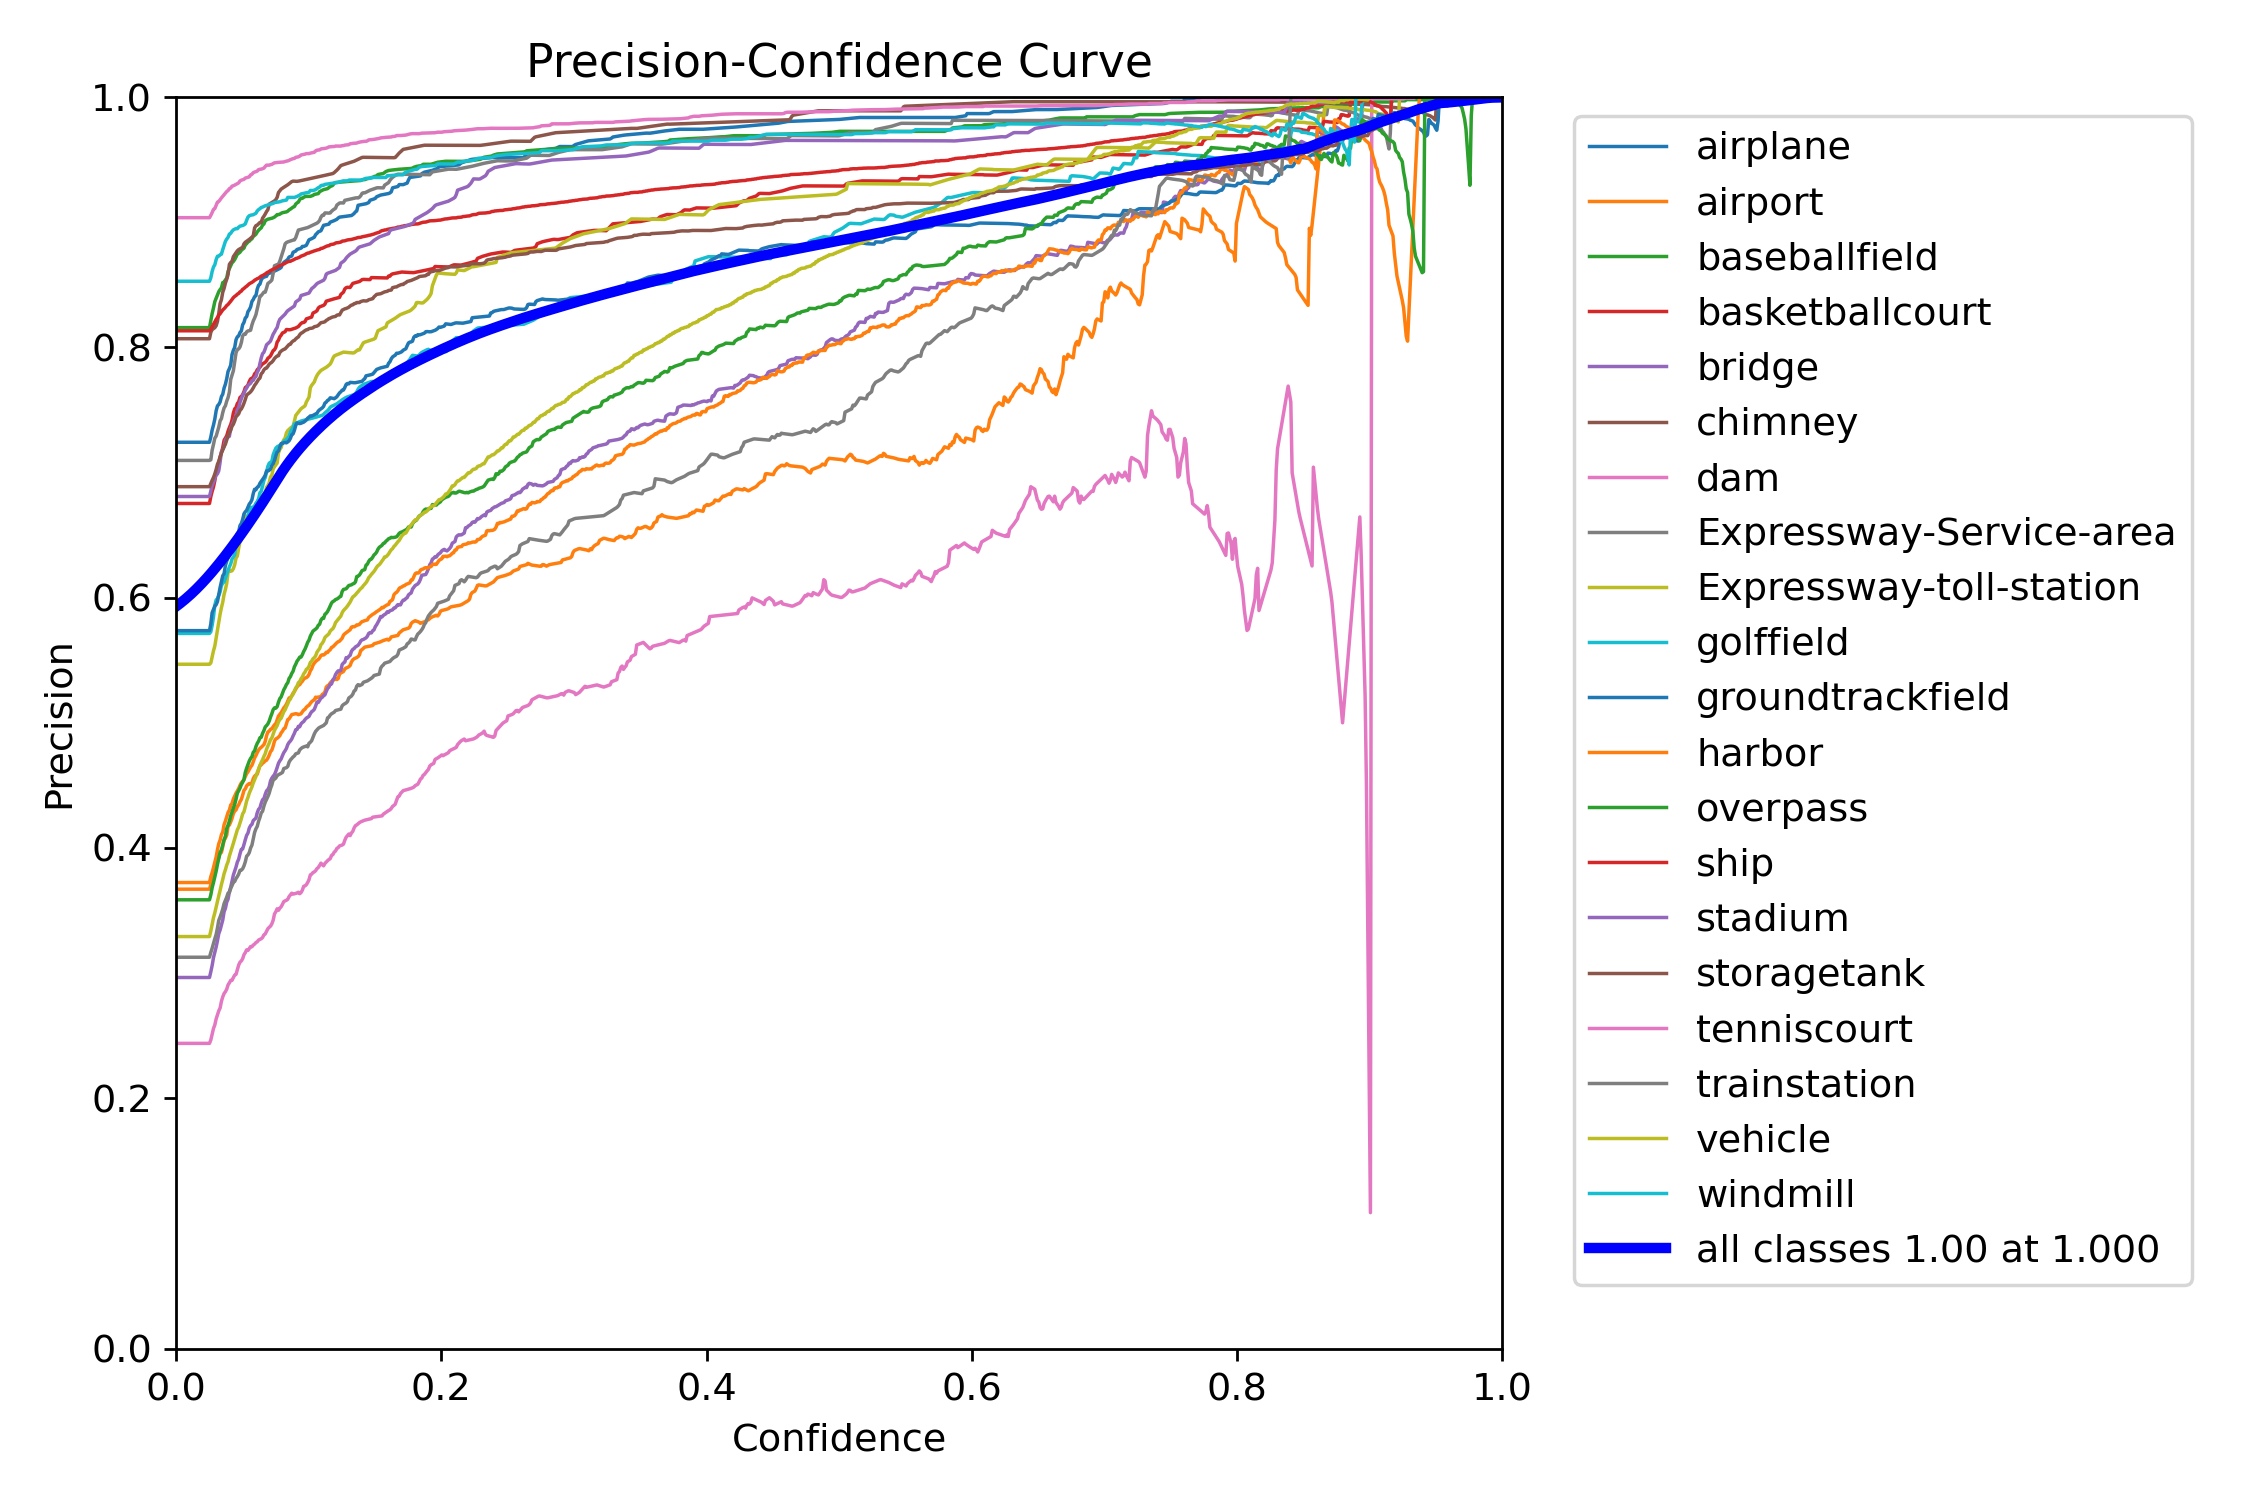 Precision-Confidence Curve
1.0
0.8
0.6
0.4
0.2
0.0
Precision
0.0 0.2 0.4 0.6 0.8 1.0
Confidence
airplane
airport
baseballfield
basketballcourt
bridge
chimney
dam
Expressway-Service-area
Expressway-toll-station
golffield
groundtrackfield
harbor
overpass
ship
stadium
storagetank
tenniscourt
trainstation
vehicle
windmill
all classes 1.00 at 1.000